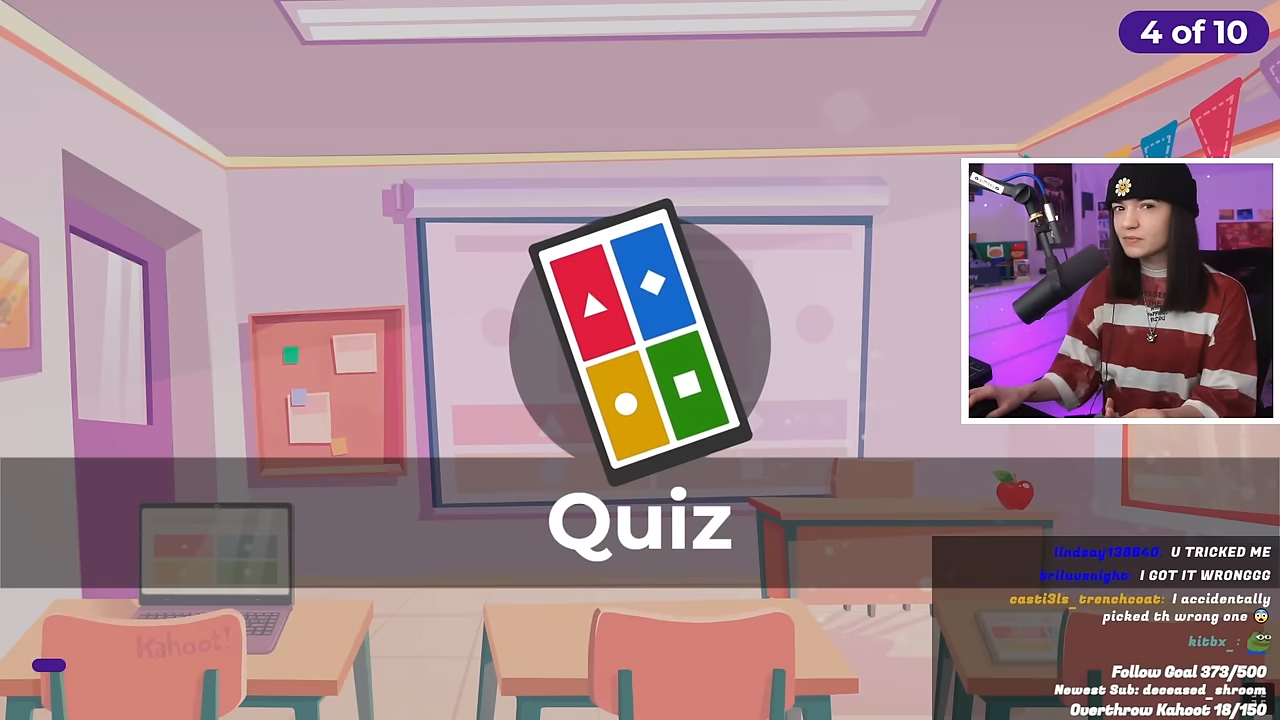 4 of 10
Quiz
Kahoot!
lindsay138640: U TRICKED ME
briluvsnight: I GOT IT WRONGGG
casti3ls_trenchcoat: I accidentally
picked th wrong one
kitbx_:
Follow Goal 373/500
Newest Sub: deceased_shroom
Overthrow Kahoot 18/150